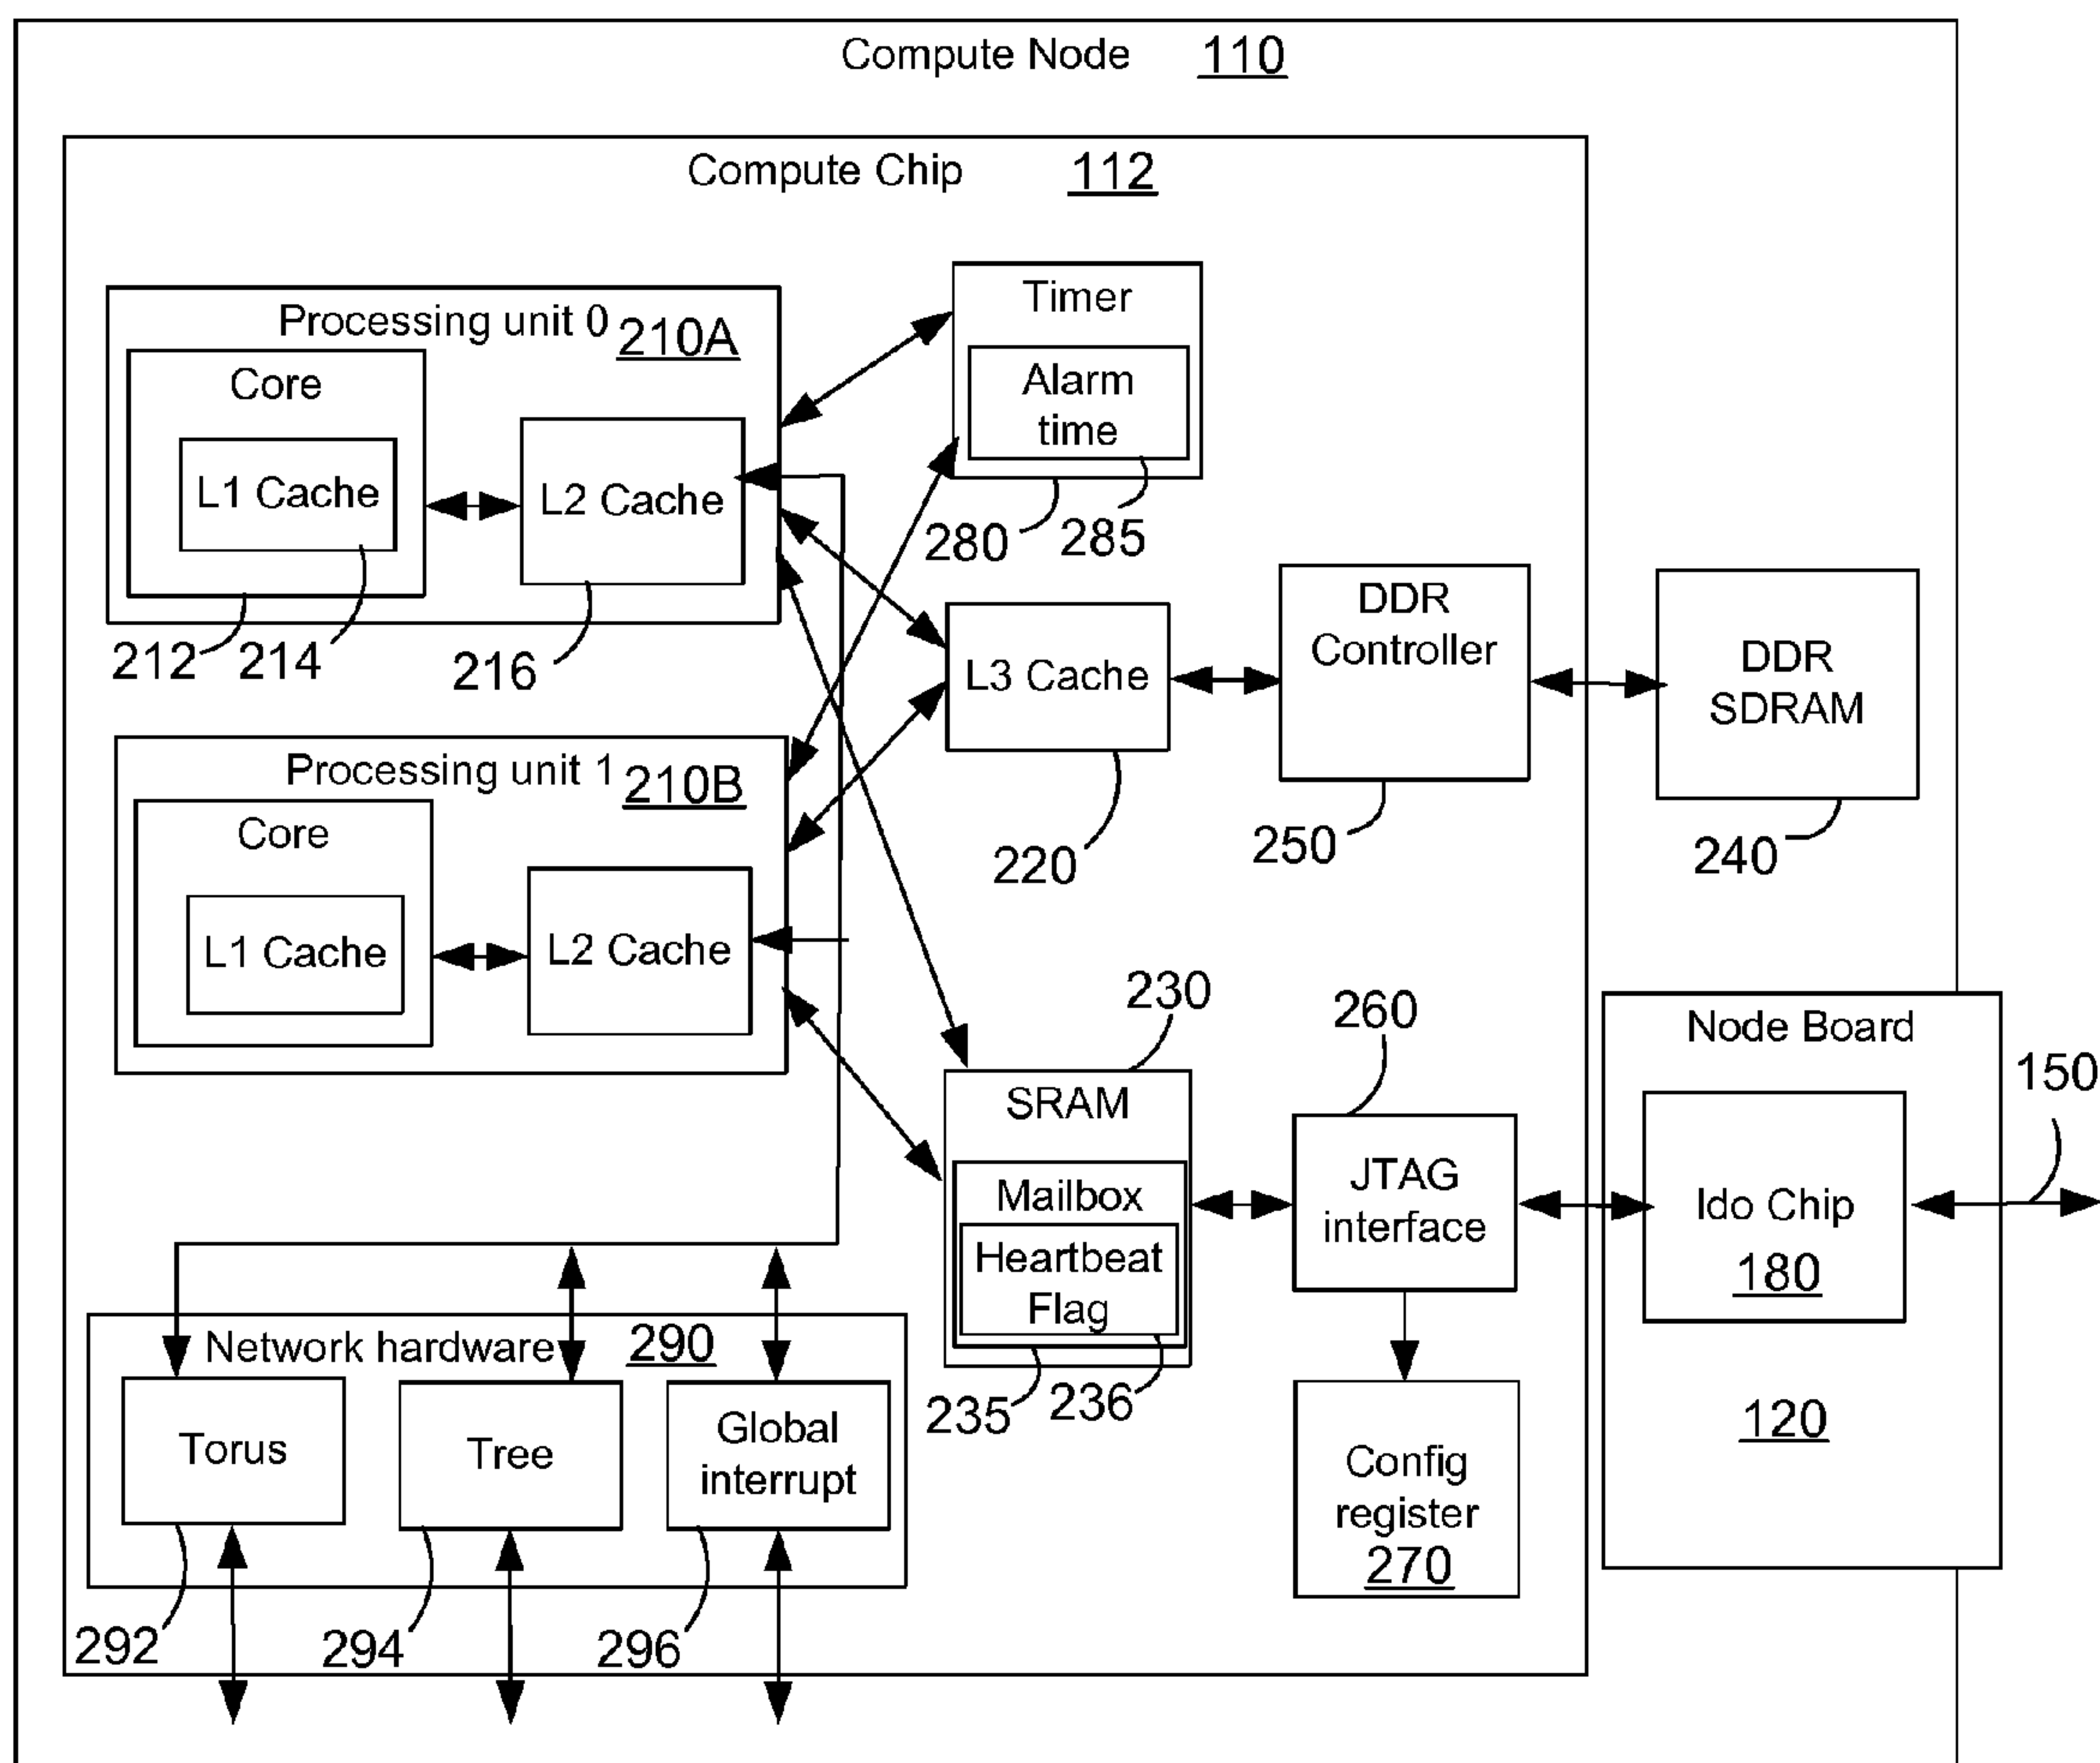 Compute Node 110
Compute Chip 112
Processing unit 0 210A
Core
L1 Cache
L2 Cache
212
214
216
Timer
Alarm
time
280
285
L3 Cache
220
DDR
Controller
250
DDR
SDRAM
240
Processing unit 1 210B
Core
L1 Cache
L2 Cache
230
SRAM
Mailbox
Heartbeat
Flag
235
236
260
JTAG
interface
Config
register
270
Node Board
Ido Chip
180
120
150
Network hardware 290
Torus
Tree
Global
interrupt
292
294
296